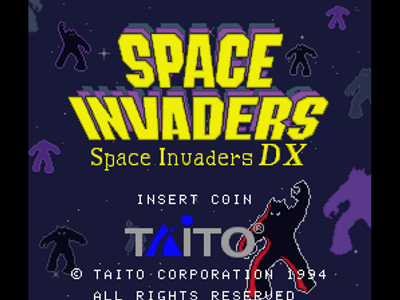 SPACE
INVADERS
Space Invaders DX
INSERT COIN
TAITO®
© TAITO CORPORATION 1994
ALL RIGHTS RESERVED